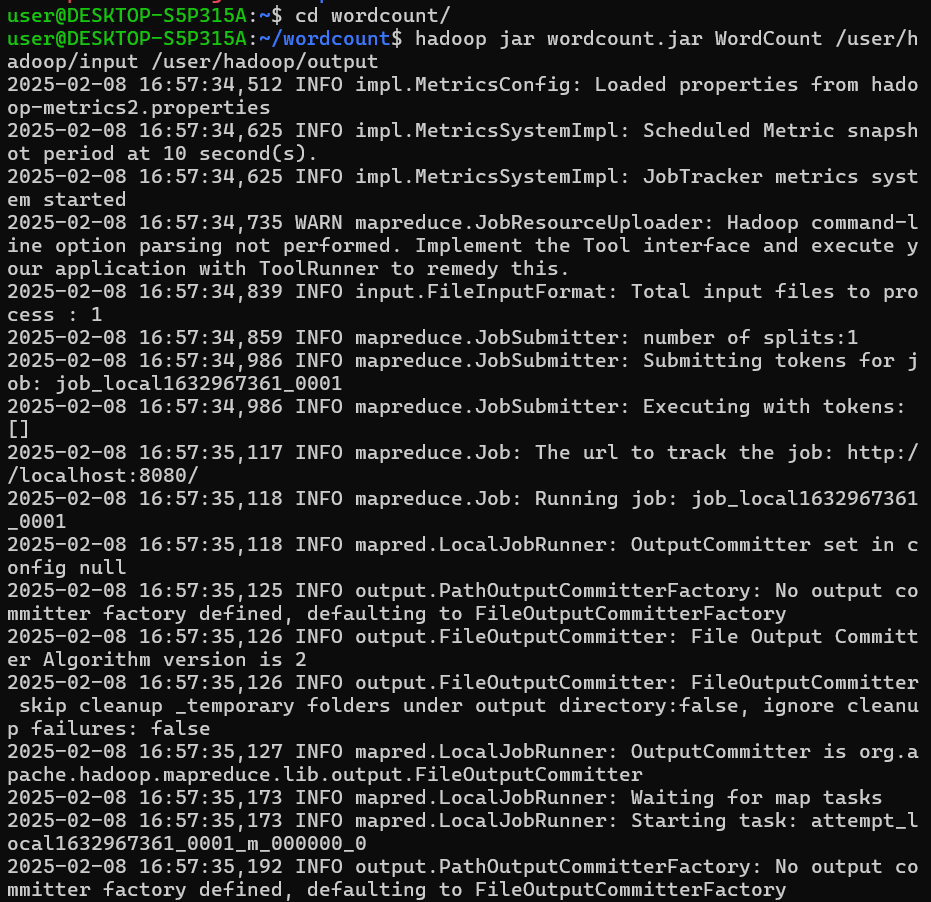 user@DESKTOP-S5P315A:~$ cd wordcount/
user@DESKTOP-S5P315A:~/wordcount$ hadoop jar wordcount.jar WordCount /user/h
adoop/input /user/hadoop/output
2025-02-08 16:57:34,512 INFO impl.MetricsConfig: Loaded properties from hado
op-metrics2.properties
2025-02-08 16:57:34,625 INFO impl.MetricsSystemImpl: Scheduled Metric snapsh
ot period at 10 second(s).
2025-02-08 16:57:34,625 INFO impl.MetricsSystemImpl: JobTracker metrics syst
em started
2025-02-08 16:57:34,735 WARN mapreduce.JobResourceUploader: Hadoop command-l
ine option parsing not performed. Implement the Tool interface and execute y
our application with ToolRunner to remedy this.
2025-02-08 16:57:34,839 INFO input.FileInputFormat: Total input files to pro
cess : 1
2025-02-08 16:57:34,859 INFO mapreduce.JobSubmitter: number of splits:1
2025-02-08 16:57:34,986 INFO mapreduce.JobSubmitter: Submitting tokens for j
ob: job_local1632967361_0001
2025-02-08 16:57:34,986 INFO mapreduce.JobSubmitter: Executing with tokens: 
[]
2025-02-08 16:57:35,117 INFO mapreduce.Job: The url to track the job: http:/
/localhost:8080/
2025-02-08 16:57:35,118 INFO mapreduce.Job: Running job: job_local1632967361
_0001
2025-02-08 16:57:35,118 INFO mapred.LocalJobRunner: OutputCommitter set in c
onfig null
2025-02-08 16:57:35,125 INFO output.PathOutputCommitterFactory: No output co
mmitter factory defined, defaulting to FileOutputCommitterFactory
2025-02-08 16:57:35,126 INFO output.FileOutputCommitter: File Output Committ
er Algorithm version is 2
2025-02-08 16:57:35,126 INFO output.FileOutputCommitter: FileOutputCommitter
 skip cleanup _temporary folders under output directory:false, ignore cleanu
p failures: false
2025-02-08 16:57:35,127 INFO mapred.LocalJobRunner: OutputCommitter is org.a
pache.hadoop.mapreduce.lib.output.FileOutputCommitter
2025-02-08 16:57:35,173 INFO mapred.LocalJobRunner: Waiting for map tasks
2025-02-08 16:57:35,173 INFO mapred.LocalJobRunner: Starting task: attempt_l
ocal1632967361_0001_m_000000_0
2025-02-08 16:57:35,192 INFO output.PathOutputCommitterFactory: No output co
mmitter factory defined, defaulting to FileOutputCommitterFactory